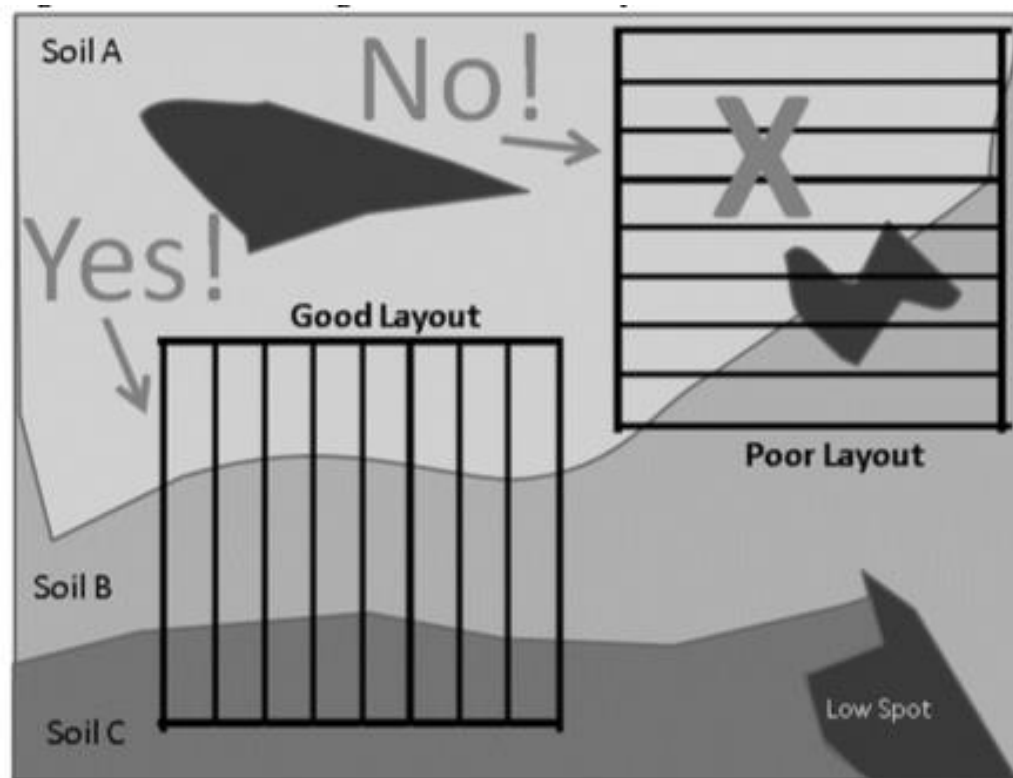 Soil A
No!
Yes!
Good Layout
X
Poor Layout
Soil B
Soil C
Low Spot